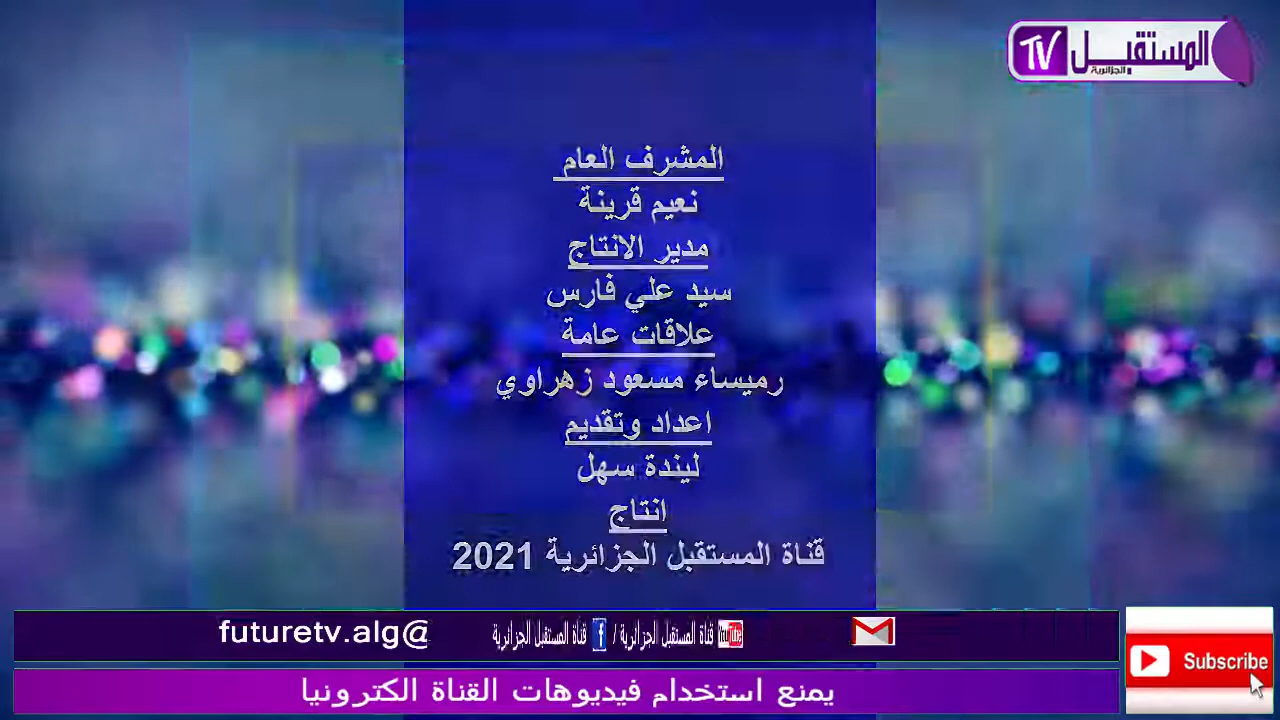 المستقبل TV
الجزائرية
المشرف العام
نعيم قرينة
مدير الانتاج
سيد علي فارس
علاقات عامة
رميساء مسعود زهراوي
اعداد وتقديم
ليندة سهل
انتاج
قناة المستقبل الجزائرية 2021
futuretv.alg@ قناة المستقبل الجزائرية / قناة المستقبل الجزائرية YouTube
Subscribe
يمنع استخدام فيديوهات القناة الكترونيا